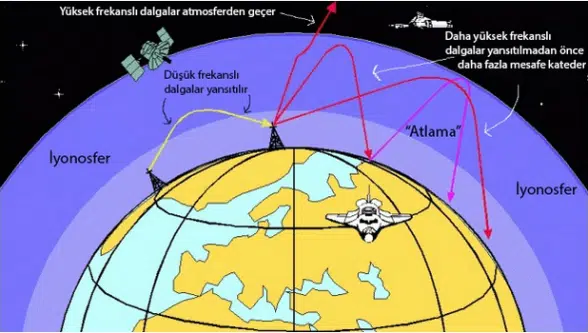 Yüksek frekanslı dalgalar atmosferden geçer
Daha yüksek frekanslı
dalgalar yansıtılmadan önce
daha fazla mesafe kateder
Düşük frekanslı
dalgalar yansıtılır
"Atlama"
İyonosfer
İyonosfer